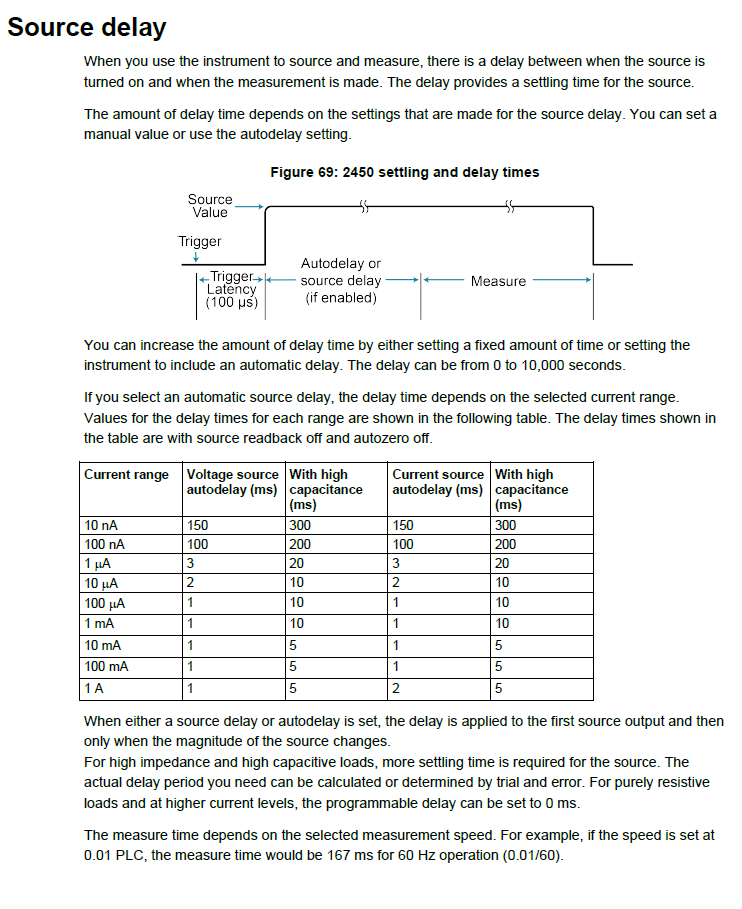 Source delay
When you use the instrument to source and measure, there is a delay between when the source is
turned on and when the measurement is made. The delay provides a settling time for the source.
The amount of delay time depends on the settings that are made for the source delay. You can set a
manual value or use the autodelay setting.
Figure 69: 2450 settling and delay times
Source
Value
Trigger
Trigger
Latency
(100 µs)
Autodelay or
source delay
(if enabled)
Measure
You can increase the amount of delay time by either setting a fixed amount of time or setting the
instrument to include an automatic delay. The delay can be from 0 to 10,000 seconds.
If you select an automatic source delay, the delay time depends on the selected current range.
Values for the delay times for each range are shown in the following table. The delay times shown in
the table are with source readback off and autozero off.
Current range Voltage source With high Current source With high
autodelay (ms) capacitance autodelay (ms) capacitance
(ms) (ms)
10 nA 150 300 150 300
100 nA 100 200 100 200
1 µA 3 20 3 20
10 µA 2 10 2 10
100 µA 1 10 1 10
1 mA 1 10 1 10
10 mA 1 5 1 5
100 mA 1 5 1 5
1 A 1 5 2 5
When either a source delay or autodelay is set, the delay is applied to the first source output and then
only when the magnitude of the source changes.
For high impedance and high capacitive loads, more settling time is required for the source. The
actual delay period you need can be calculated or determined by trial and error. For purely resistive
loads and at higher current levels, the programmable delay can be set to 0 ms.
The measure time depends on the selected measurement speed. For example, if the speed is set at
0.01 PLC, the measure time would be 167 ms for 60 Hz operation (0.01/60).